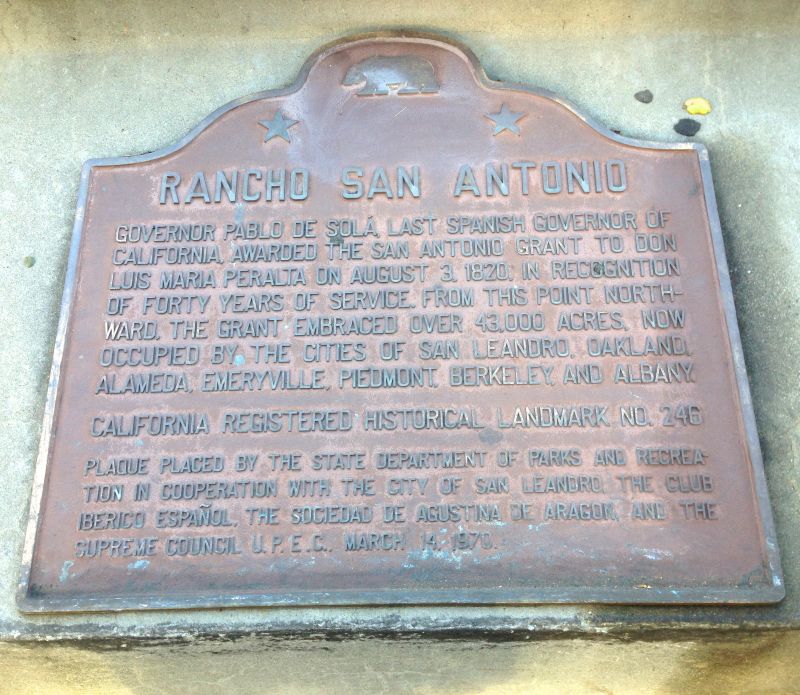 RANCHO SAN ANTONIO
GOVERNOR PABLO DE SOLÁ, LAST SPANISH GOVERNOR OF
CALIFORNIA, AWARDED THE SAN ANTONIO GRANT TO DON
LUIS MARIA PERALTA ON AUGUST 3, 1820, IN RECOGNITION
OF FORTY YEARS OF SERVICE. FROM THIS POINT NORTH-
WARD, THE GRANT EMBRACED OVER 43,000 ACRES, NOW
OCCUPIED BY THE CITIES OF SAN LEANDRO, OAKLAND,
ALAMEDA, EMERYVILLE, PIEDMONT, BERKELEY, AND ALBANY.
CALIFORNIA REGISTERED HISTORICAL LANDMARK NO. 246
PLAQUE PLACED BY THE STATE DEPARTMENT OF PARKS AND RECREA-
TION IN COOPERATION WITH THE CITY OF SAN LEANDRO, THE CLUB
IBERICO ESPAÑOL, THE SOCIEDAD DE AGUSTINA DE ARAGON, AND THE
SUPREME COUNCIL U.P.E.C., MARCH 14, 1970.